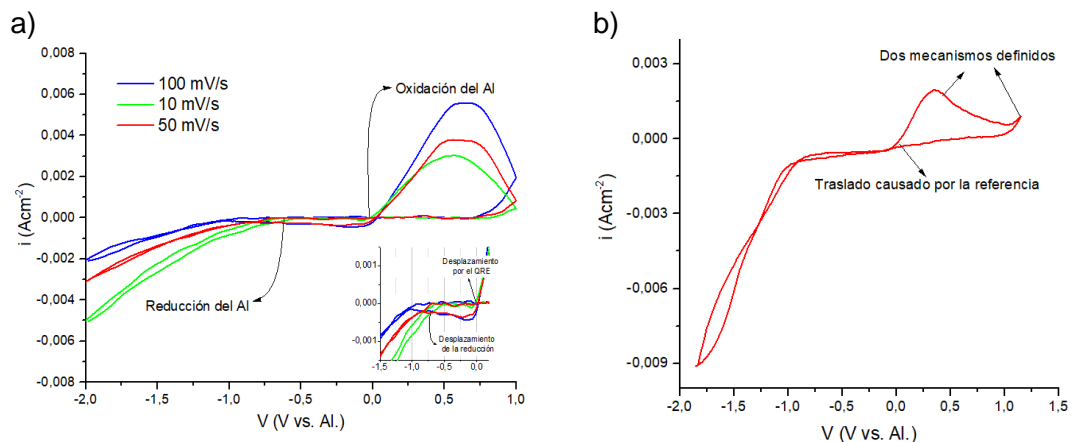 a)
0,008
0,006
0,004
0,002
0,000
-0,002
-0,004
-0,006
-0,008
i (Acm-2)
100 mV/s
10 mV/s
50 mV/s
Oxidación del Al
Reducción del Al
0,001
0,000
-0,001
-1,5
-1,0
-0,5
0,0
Desplazamiento
por el QRE
Desplazamiento
de la reducción
-2,0
-1,5
-1,0
-0,5
0,0
0,5
1,0
V (V vs. Al.)
b)
0,003
0,000
-0,003
-0,006
-0,009
i (Acm-2)
Dos mecanismos definidos
Traslado causado por la referencia
-2,0
-1,5
-1,0
-0,5
0,0
0,5
1,0
1,5
V (V vs. Al.)